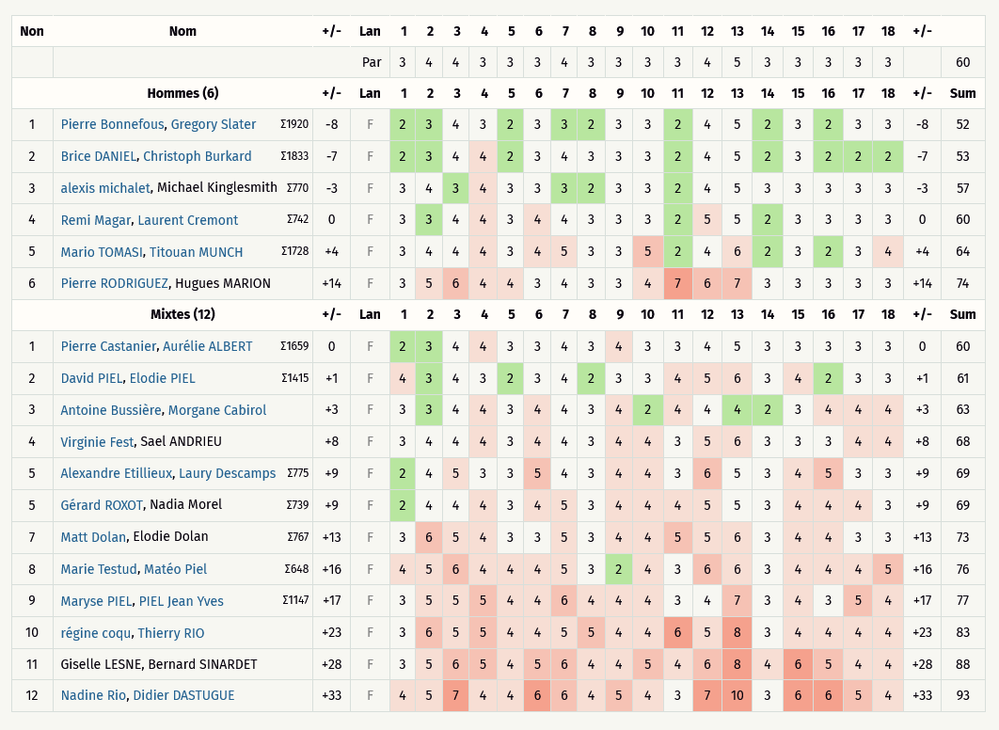 Non Nom +/- Lan 1 2 3 4 5 6 7 8 9 10 11 12 13 14 15 16 17 18 +/-
Par 3 4 4 3 3 3 4 3 3 3 3 4 5 3 3 3 3 3 60
Hommes (6) +/- Lan 1 2 3 4 5 6 7 8 9 10 11 12 13 14 15 16 17 18 +/- Sum
1 Pierre Bonnefous, Gregory Slater Σ1920 -8 F 2 3 4 3 2 3 3 2 3 3 2 4 5 2 3 2 3 3 -8 52
2 Brice DANIEL, Christoph Burkard Σ1833 -7 F 2 3 4 4 2 3 4 3 3 3 2 4 5 2 3 2 2 2 -7 53
3 alexis michalet, Michael Kinglesmith Σ770 -3 F 3 4 3 4 3 3 3 2 3 3 2 4 5 3 3 3 3 3 -3 57
4 Remi Magar, Laurent Cremont Σ742 0 F 3 3 4 4 3 4 4 3 3 3 2 5 5 2 3 3 3 3 0 60
5 Mario TOMASI, Titouan MUNCH Σ1728 +4 F 3 4 4 4 3 4 5 3 3 5 2 4 6 2 3 2 3 4 +4 64
6 Pierre RODRIGUEZ, Hugues MARION +14 F 3 5 6 4 4 3 4 3 3 4 7 6 7 3 3 3 3 3 +14 74
Mixtes (12) +/- Lan 1 2 3 4 5 6 7 8 9 10 11 12 13 14 15 16 17 18 +/- Sum
1 Pierre Castanier, Aurélie ALBERT Σ1659 0 F 2 3 4 4 3 3 4 3 4 3 3 4 5 3 3 3 3 3 0 60
2 David PIEL, Elodie PIEL Σ1415 +1 F 4 3 4 3 2 3 4 2 3 3 4 5 6 3 4 2 3 3 +1 61
3 Antoine Bussière, Morgane Cabirol +3 F 3 3 4 4 3 4 4 3 4 2 4 4 4 2 3 4 4 4 +3 63
4 Virginie Fest, Sael ANDRIEU +8 F 3 4 4 4 3 4 4 3 4 4 3 5 6 3 3 3 4 4 +8 68
5 Alexandre Etillieux, Laury Descamps Σ775 +9 F 2 4 5 3 3 5 4 3 4 4 3 6 5 3 4 5 3 3 +9 69
5 Gérard ROXOT, Nadia Morel Σ739 +9 F 2 4 4 4 3 4 5 3 4 4 4 5 5 3 4 4 4 3 +9 69
7 Matt Dolan, Elodie Dolan Σ767 +13 F 3 6 5 4 3 3 5 3 4 4 5 5 6 3 4 4 3 3 +13 73
8 Marie Testud, Matéo Piel Σ648 +16 F 4 5 6 4 4 4 5 3 2 4 3 6 6 3 4 4 4 5 +16 76
9 Maryse PIEL, PIEL Jean Yves Σ1147 +17 F 3 5 5 5 4 4 6 4 4 4 3 4 7 3 4 3 5 4 +17 77
10 régine coqu, Thierry RIO +23 F 3 6 5 5 4 4 5 5 4 4 6 5 8 3 4 4 4 4 +23 83
11 Giselle LESNE, Bernard SINARDET +28 F 3 5 6 5 4 5 6 4 4 5 4 6 8 4 6 5 4 4 +28 88
12 Nadine Rio, Didier DASTUGUE +33 F 4 5 7 4 4 6 6 4 5 4 3 7 10 3 6 6 5 4 +33 93